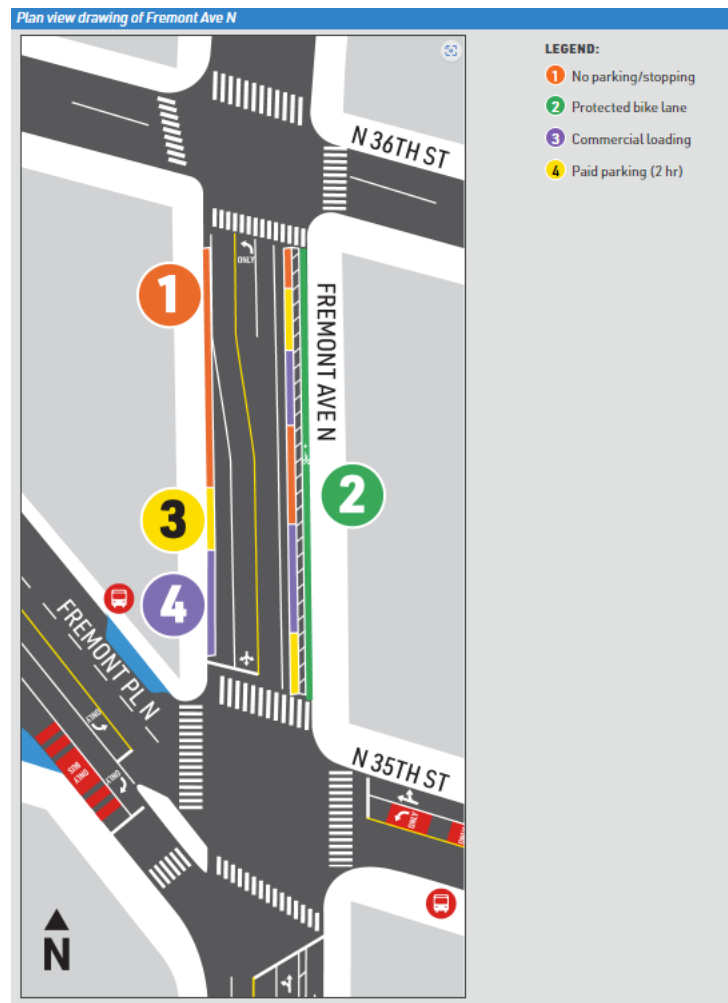 Plan view drawing of Fremont Ave N
LEGEND:
1 No parking/stopping
2 Protected bike lane
3 Commercial loading
4 Paid parking (2 hr)
N 36TH ST
ONLY
1
FREMONT AVE N
2
3
4
FREMONT PL N
ONLY
ONLY
BUS
ONLY
N 35TH ST
ONLY
ONLY
N